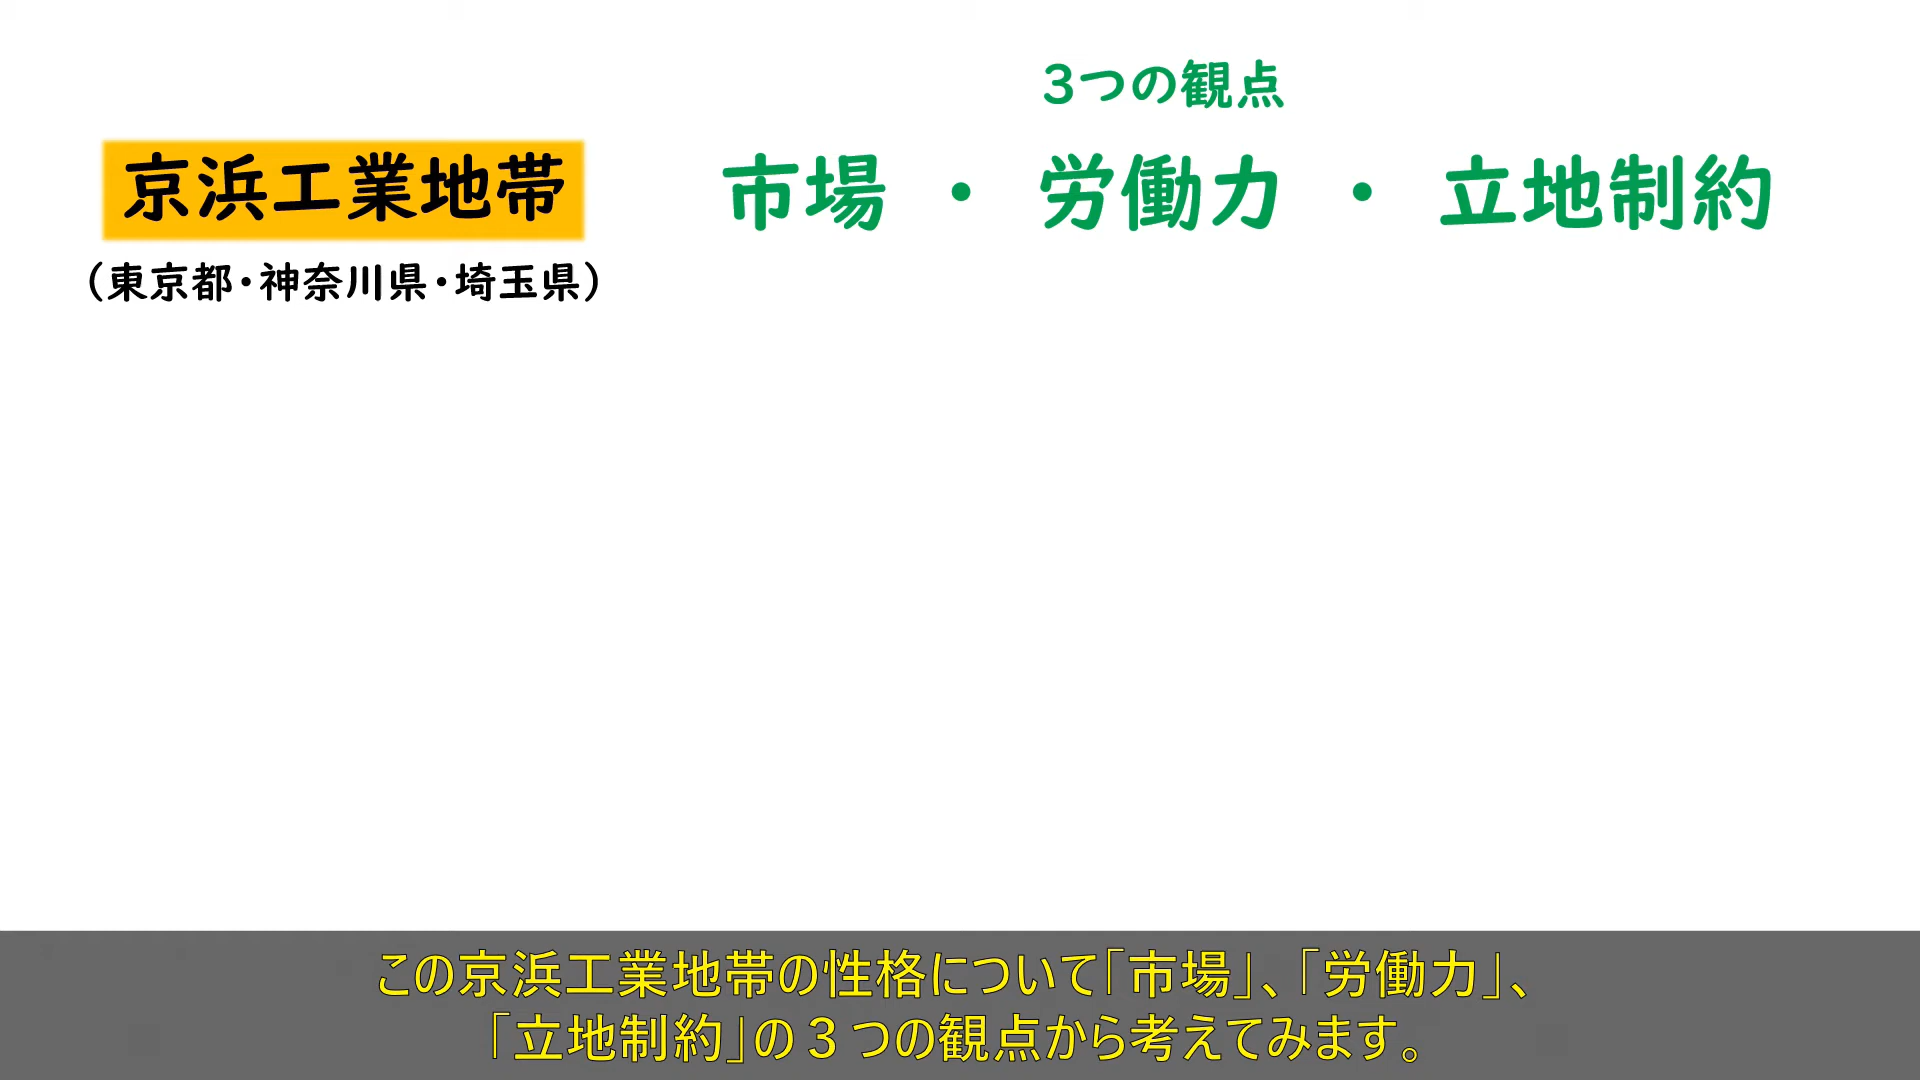 3つの観点
京浜工業地帯
市場 ・ 労働力 ・ 立地制約
（東京都・神奈川県・埼玉県）
この京浜工業地帯の性格について「市場」、「労働力」、
「立地制約」の３つの観点から考えてみます。